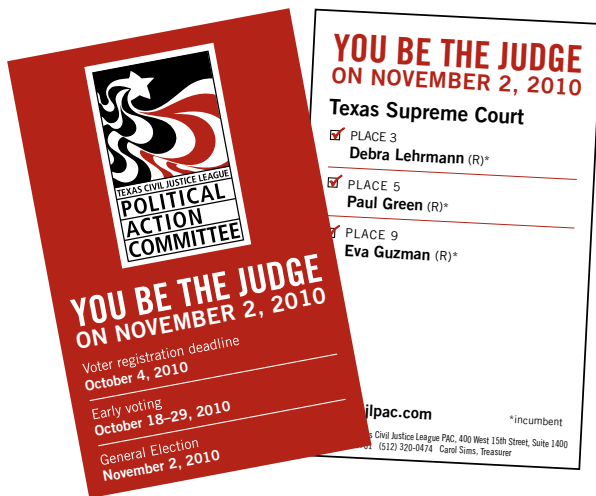 TEXAS CIVIL JUSTICE LEAGUE
POLITICAL
ACTION
COMMITTEE
YOU BE THE JUDGE
ON NOVEMBER 2, 2010
Voter registration deadline
October 4, 2010
Early voting
October 18–29, 2010
General Election
November 2, 2010
YOU BE THE JUDGE
ON NOVEMBER 2, 2010
Texas Supreme Court
PLACE 3
Debra Lehrmann (R)*
PLACE 5
Paul Green (R)*
PLACE 9
Eva Guzman (R)*
jlpac.com
*incumbent
Civil Justice League PAC, 400 West 15th Street, Suite 1400
(512) 320-0474 Carol Sims, Treasurer